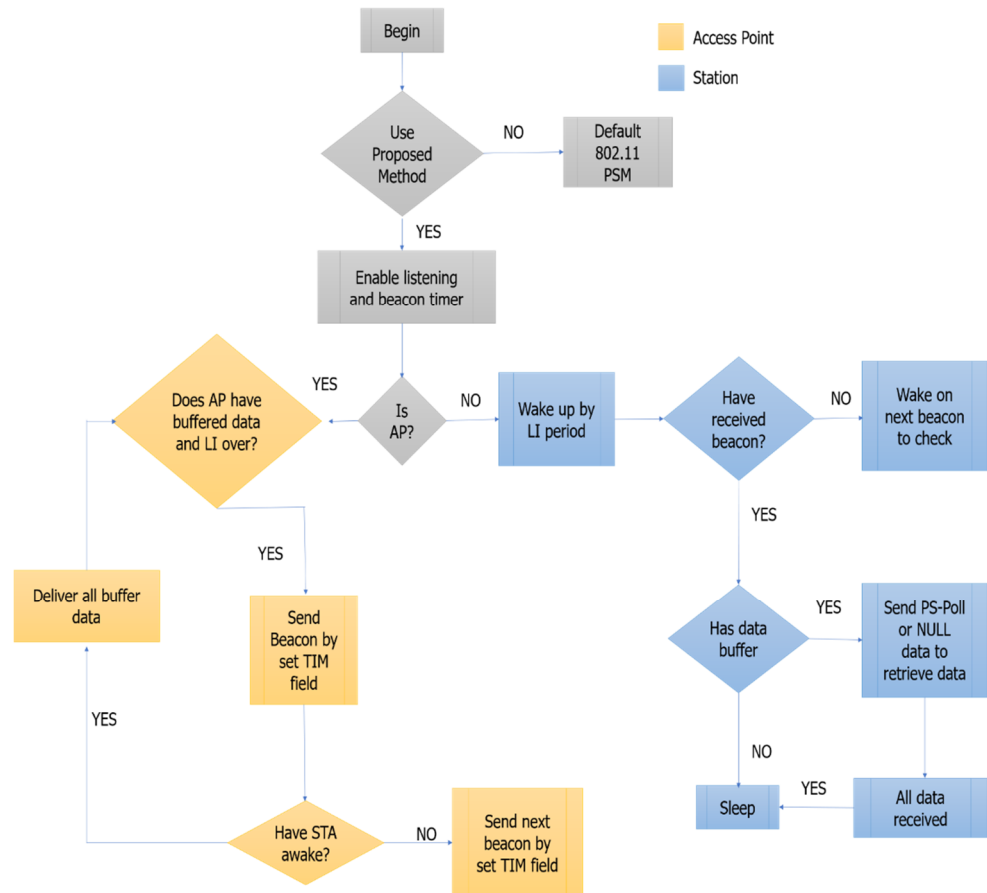 Begin
Access Point
Station
Use
Proposed
Method
NO
Default
802.11
PSM
YES
Enable listening
and beacon timer
Does AP have
buffered data
and LI over?
YES
Is
AP?
NO
Wake up by
LI period
Have
received
beacon?
NO
Wake on
next beacon
to check
YES
YES
Deliver all buffer
data
Send
Beacon by
set TIM
field
Has data
buffer
YES
Send PS-Poll
or NULL
data to
retrieve data
YES
NO
Sleep
YES
All data
received
Have STA
awake?
NO
Send next
beacon by
set TIM field